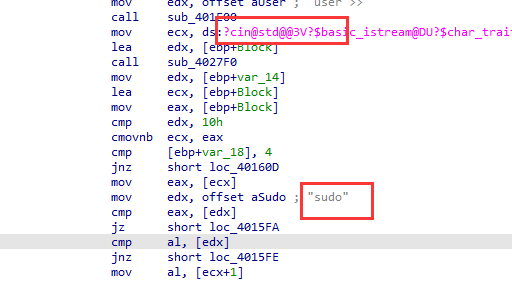 mov edx, offset aUser ; "user >>"
call
mov ecx, ds:?cin@std@@3V?$basic_istream@DU?$char_trai
lea edx, [ebp+Block]
call sub_4027F0
mov edx, [ebp+var_14]
lea ecx, [ebp+Block]
mov eax, [ebp+Block]
cmp edx, 10h
cmovnb ecx, eax
cmp [ebp+var_18], 4
jnz short loc_40160D
mov eax, [ecx]
mov edx, offset aSudo ; "sudo"
cmp eax, [edx]
jz short loc_4015FA
cmp al, [edx]
jnz short loc_4015FE
mov al, [ecx+1]